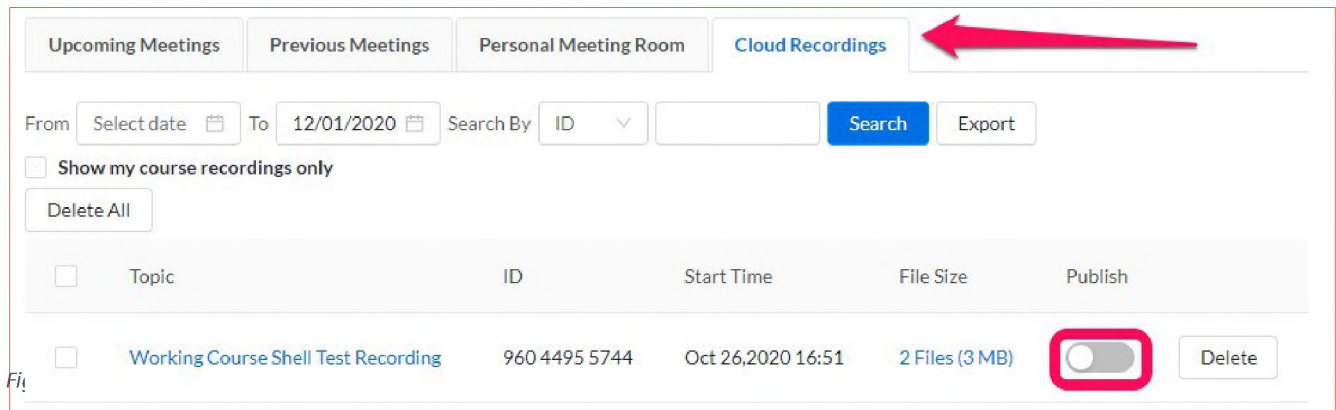 Upcoming Meetings Previous Meetings Personal Meeting Room Cloud Recordings
From Select date To 12/01/2020 Search By ID Search Export
Show my course recordings only
Delete All
Topic ID Start Time File Size Publish
Working Course Shell Test Recording 960 4495 5744 Oct 26,2020 16:51 2 Files (3 MB) Delete